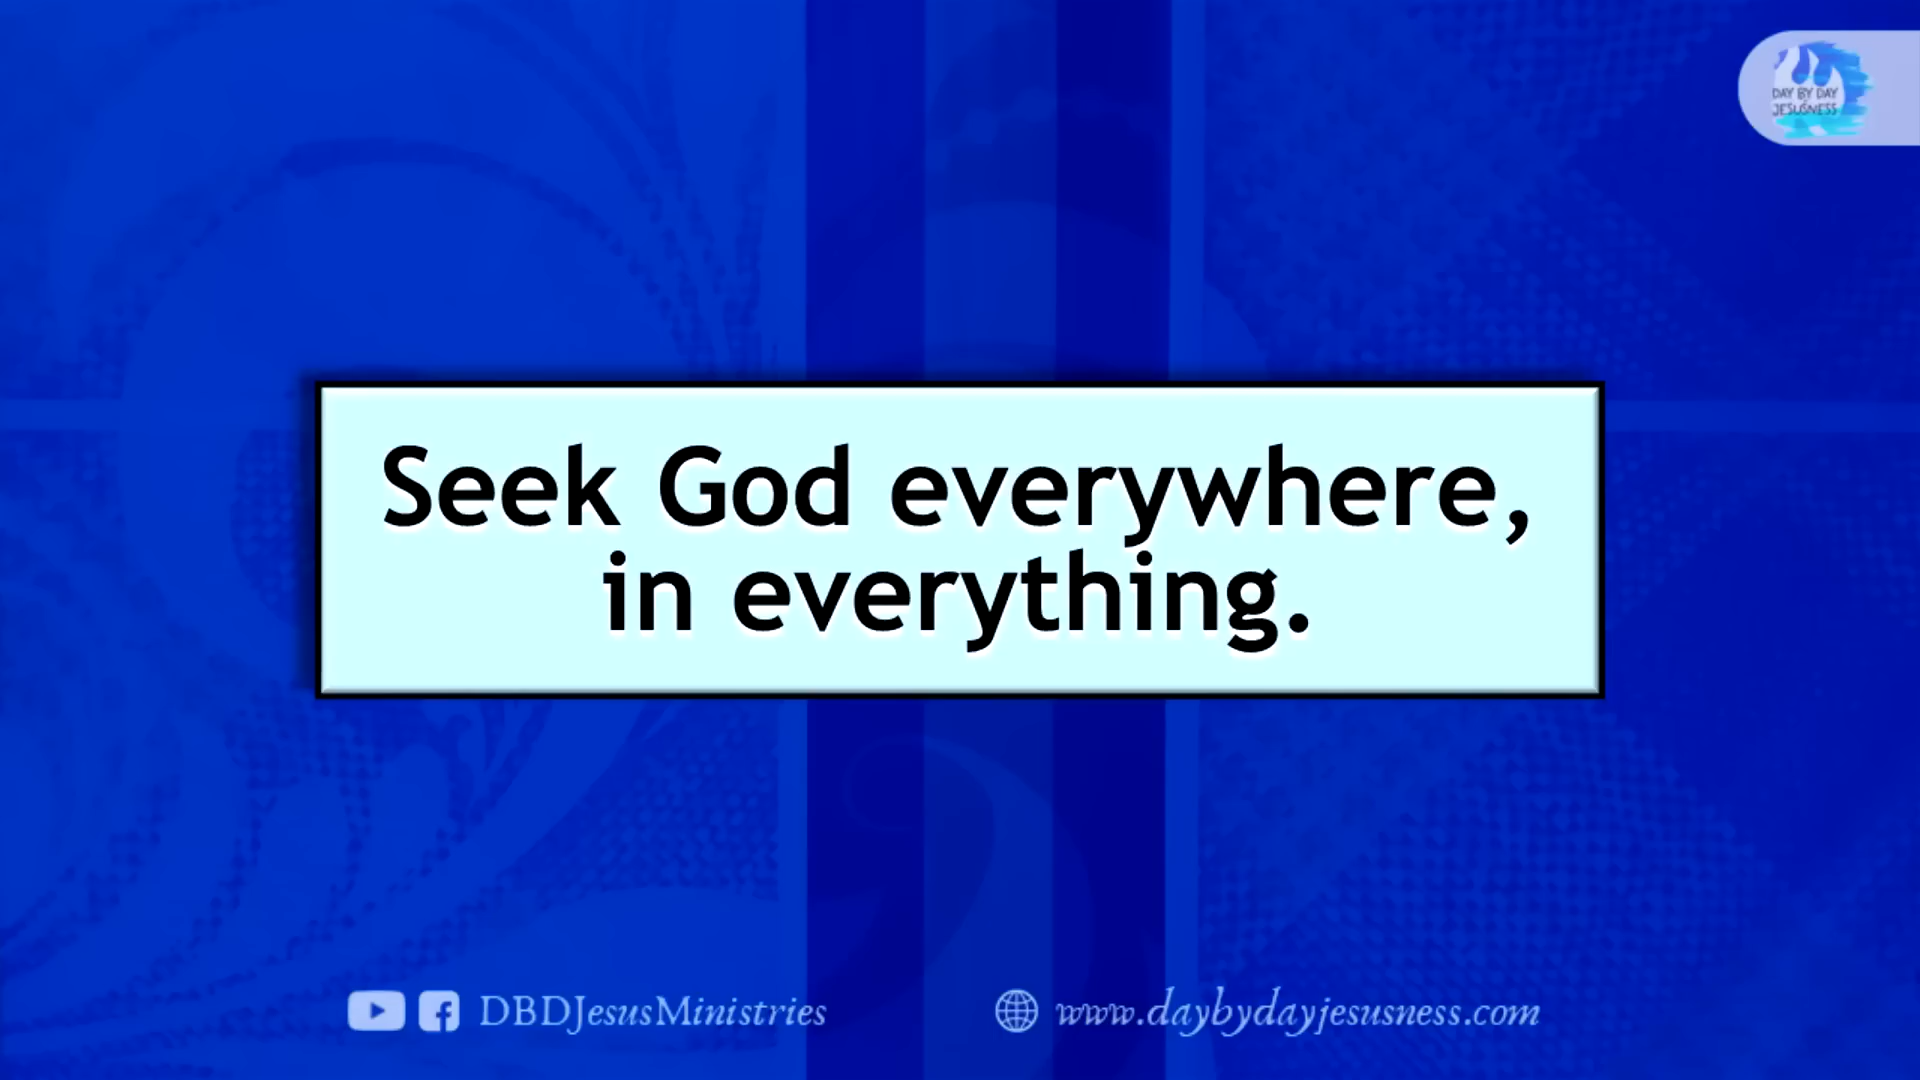 DAY BY DAY
JESUSNESS
Seek God everywhere,
in everything.
DBDJesusMinistries
www.daybydayjesusness.com